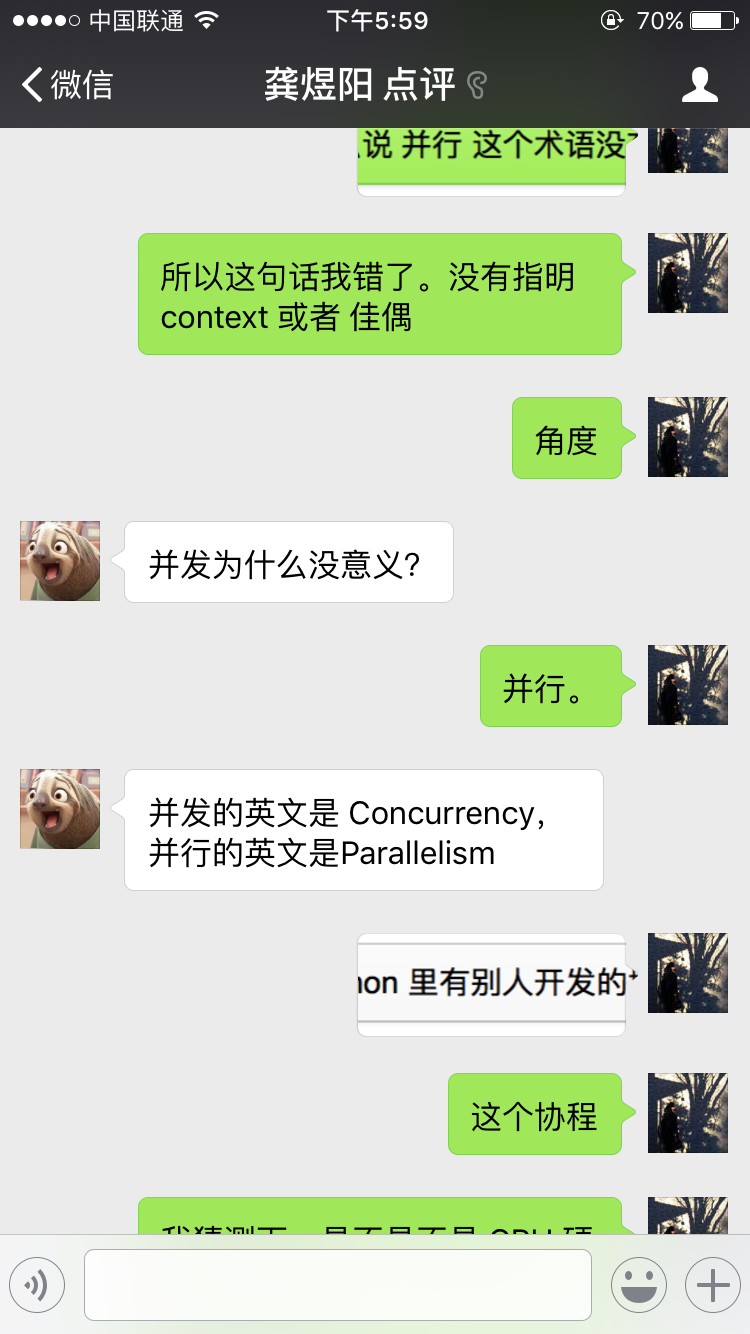 中国联通 下午5:59 70%
微信 龚煜阳 点评
说 并行 这个术语没
所以这句话我错了。没有指明
context 或者 佳偶
角度
并发为什么没意义?
并行。
并发的英文是 Concurrency,
并行的英文是Parallelism
non 里有别人开发的
这个协程